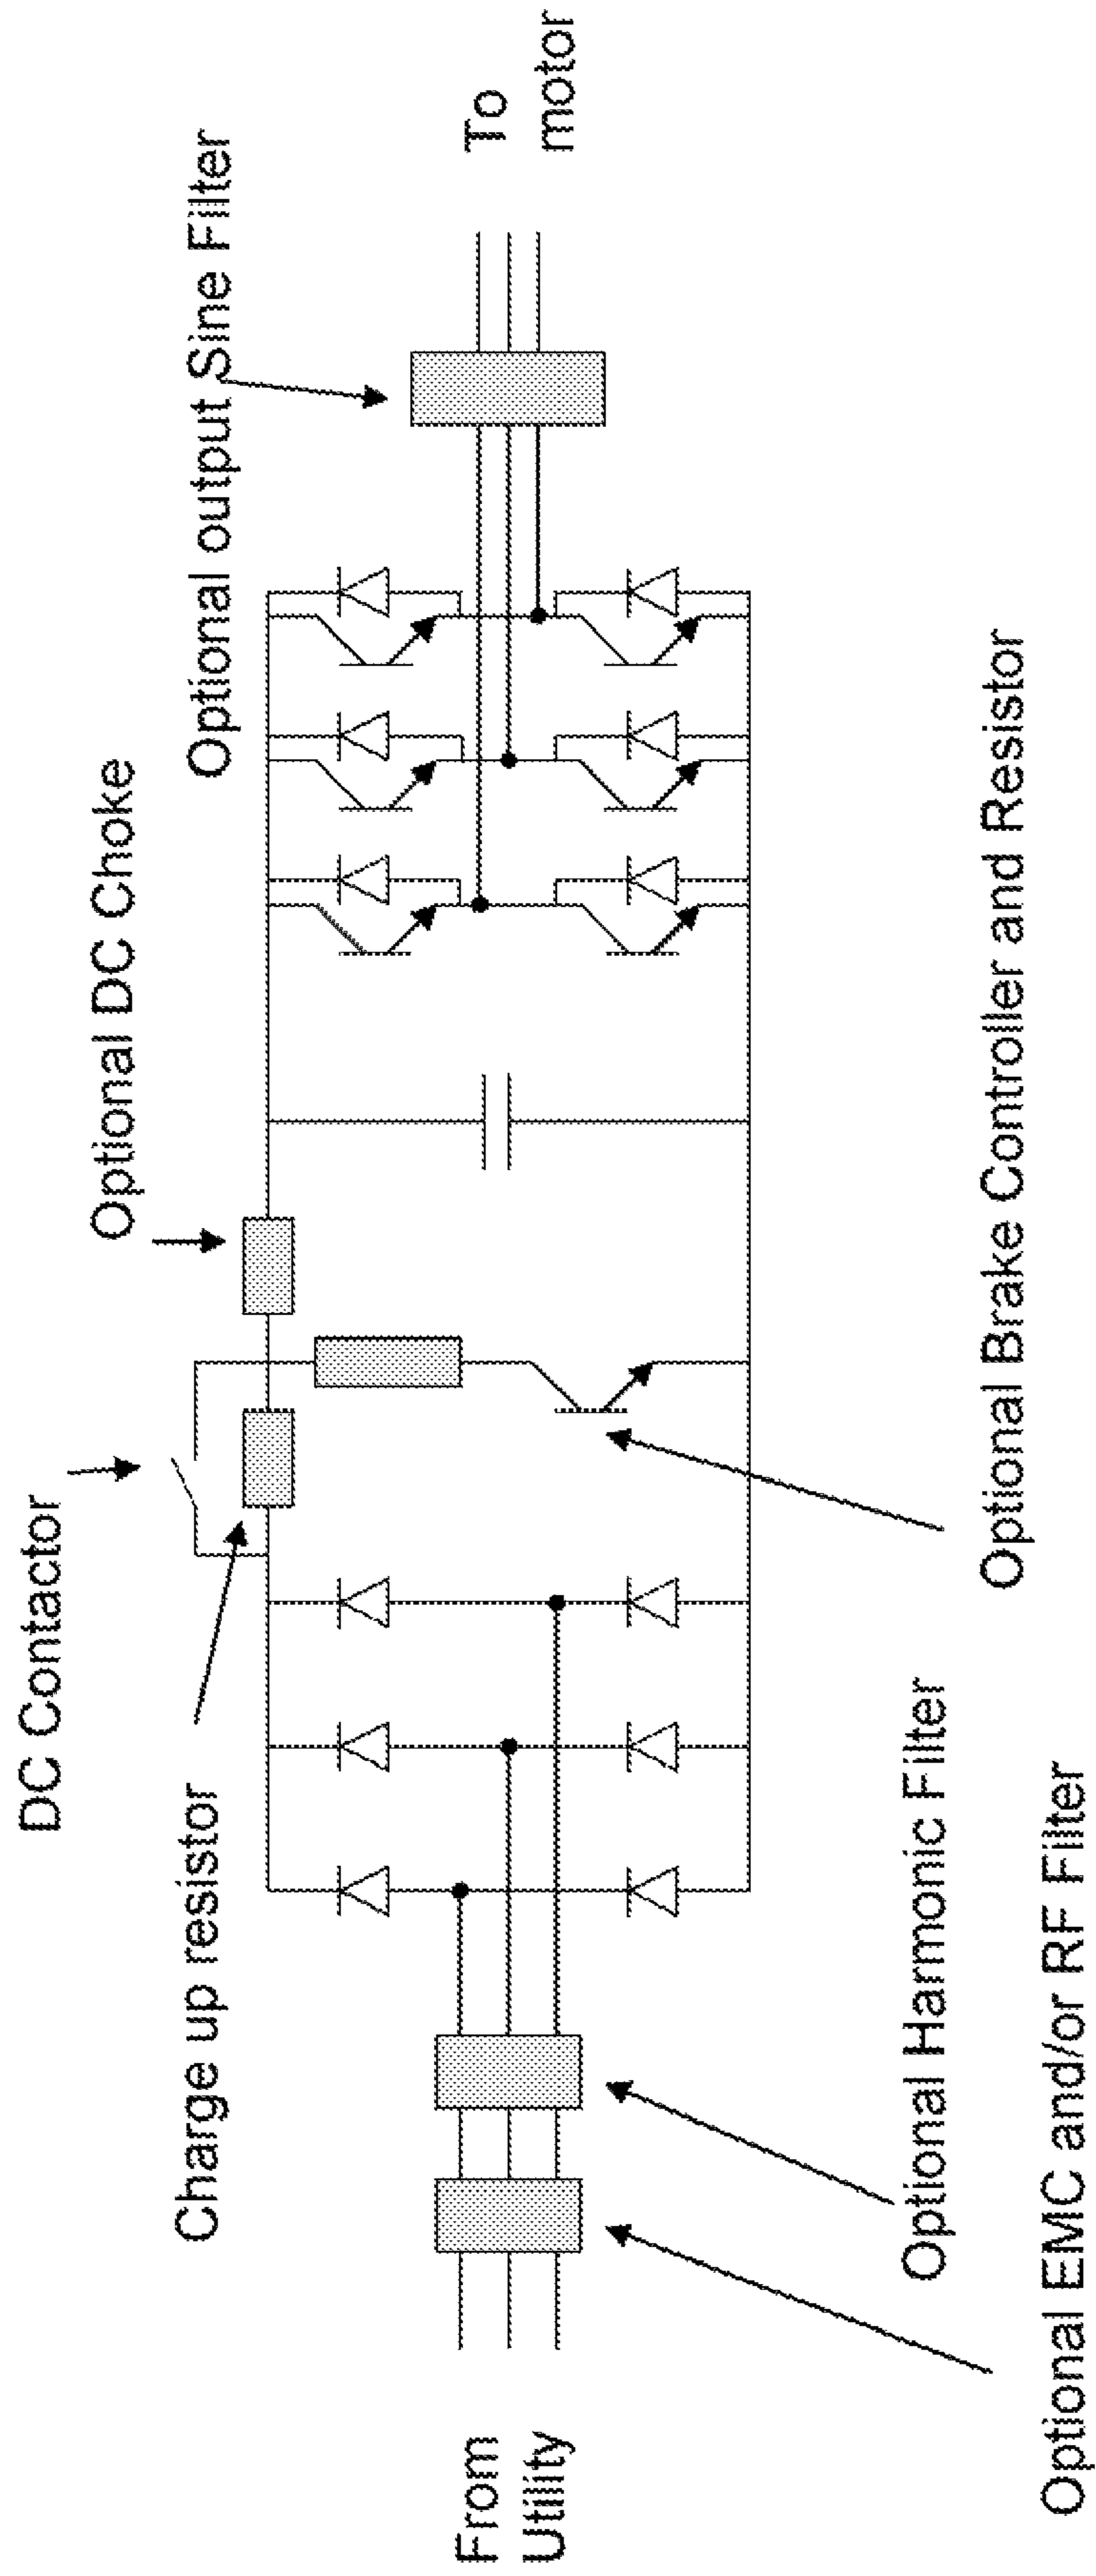 DC Contactor
Optional DC Choke
Charge up resistor
Optional output Sine Filter
From
Utility
To
motor
Optional Harmonic Filter
Optional Brake Controller and Resistor
Optional EMC and/or RF Filter